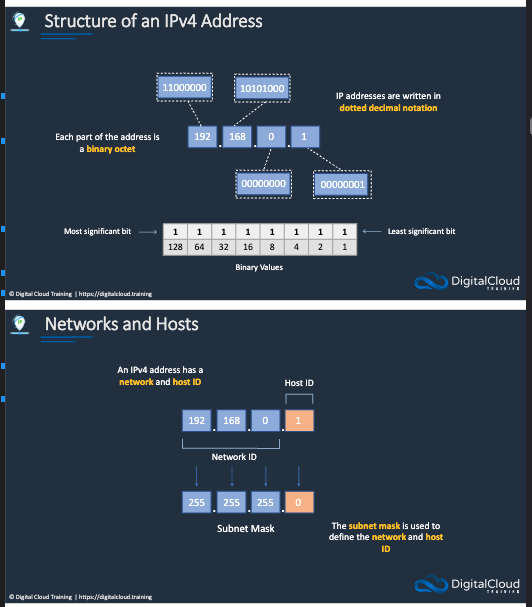 Structure of an IPv4 Address
11000000
10101000
IP addresses are written in
dotted decimal notation
Each part of the address is
a binary octet
192 . 168 . 0 . 1
00000000
00000001
Most significant bit
1 1 1 1 1 1 1 1
128 64 32 16 8 4 2 1
Least significant bit
Binary Values
DigitalCloud
TRAINING
© Digital Cloud Training | https://digitalcloud.training
Networks and Hosts
An IPv4 address has a
network and host ID
Host ID
192 . 168 . 0 . 1
Network ID
255 . 255 . 255 . 0
Subnet Mask
The subnet mask is used to
define the network and host
ID
DigitalCloud
TRAINING
© Digital Cloud Training | https://digitalcloud.training